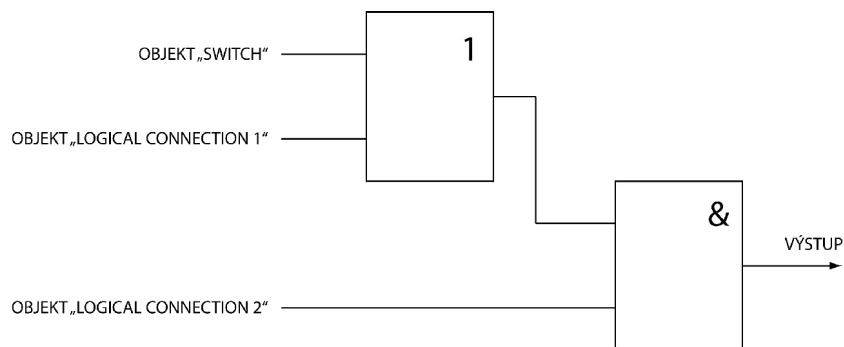 OBJEKT „SWITCH“
1
OBJEKT „LOGICAL CONNECTION 1“
&
VÝSTUP
OBJEKT „LOGICAL CONNECTION 2“